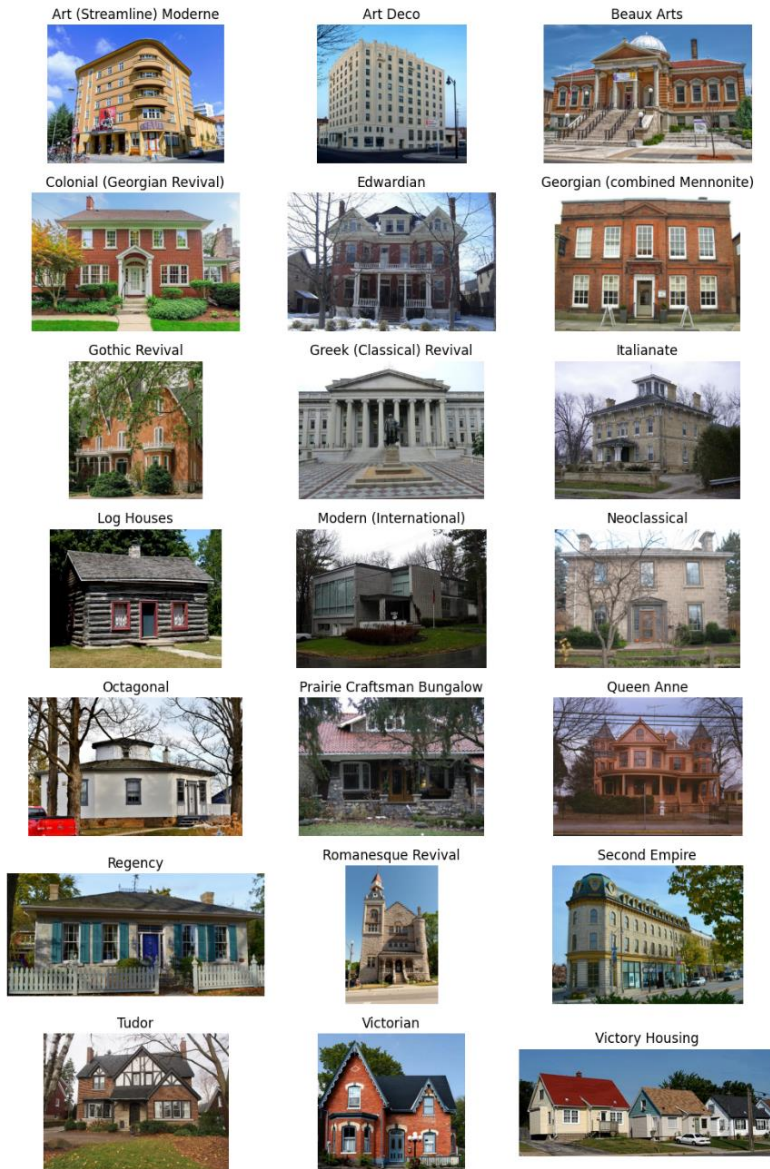 Art (Streamline) Moderne
Art Deco
Beaux Arts
Colonial (Georgian Revival)
Edwardian
Georgian (combined Mennonite)
Gothic Revival
Greek (Classical) Revival
Italianate
Log Houses
Modern (International)
Neoclassical
Octagonal
Prairie Craftsman Bungalow
Queen Anne
Regency
Romanesque Revival
Second Empire
Tudor
Victorian
Victory Housing